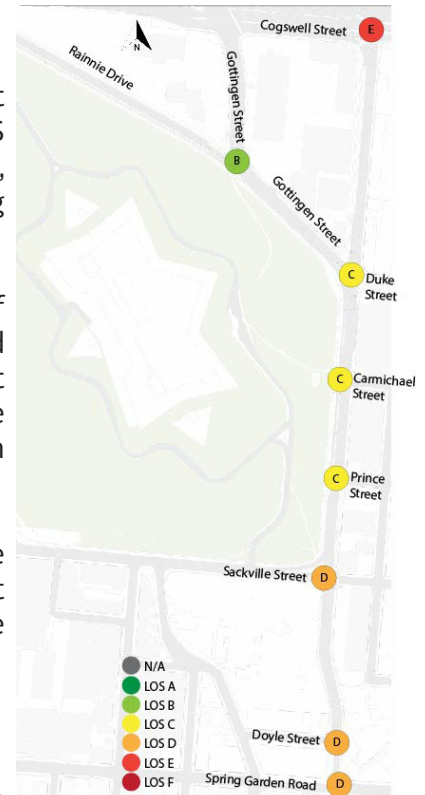 Cogswell Street
E
N
Rainnie Drive
Gottingen Street
B
Gottingen Street
C
Duke
Street
C
Carmichael
Street
C
Prince
Street
Sackville Street
D
N/A
LOS A
LOS B
LOS C
LOS D
LOS E
LOS F
Doyle Street
D
Spring Garden Road
D